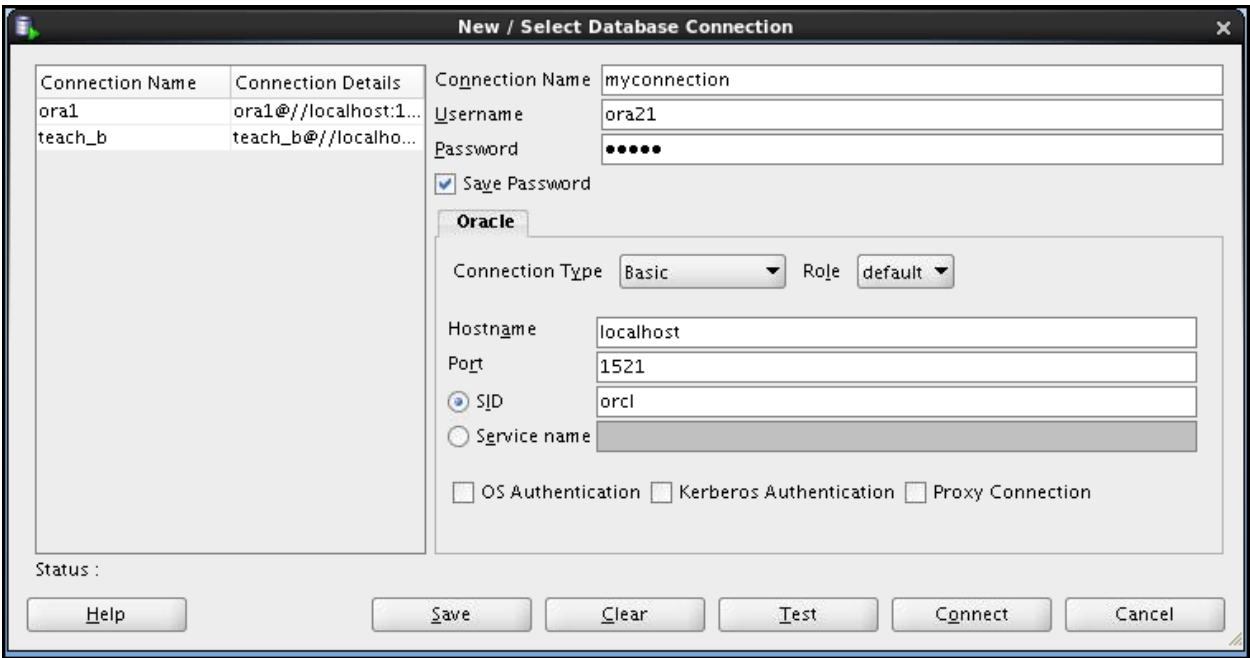 New / Select Database Connection
Connection Name Connection Details
ora1 ora1@//localhost:1...
teach_b teach_b@//localho...
Connection Name myconnection
Username ora21
Password •••••
Save Password
Oracle
Connection Type Basic Role default
Hostname localhost
Port 1521
SID orcl
Service name
OS Authentication Kerberos Authentication Proxy Connection
Status :
Help Save Clear Test Connect Cancel